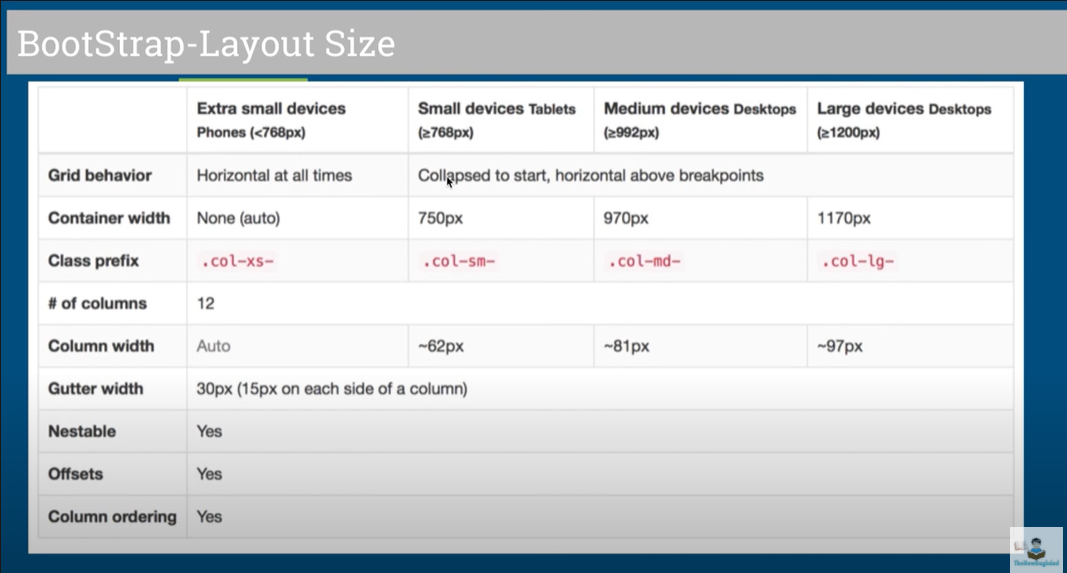 BootStrap-Layout Size
Extra small devices Small devices Tablets Medium devices Desktops Large devices Desktops
Phones (<768px) (≥768px) (≥992px) (≥1200px)
Grid behavior Horizontal at all times Collapsed to start, horizontal above breakpoints
Container width None (auto) 750px 970px 1170px
Class prefix .col-xs- .col-sm- .col-md- .col-lg-
# of columns 12
Column width Auto ~62px ~81px ~97px
Gutter width 30px (15px on each side of a column)
Nestable Yes
Offsets Yes
Column ordering Yes